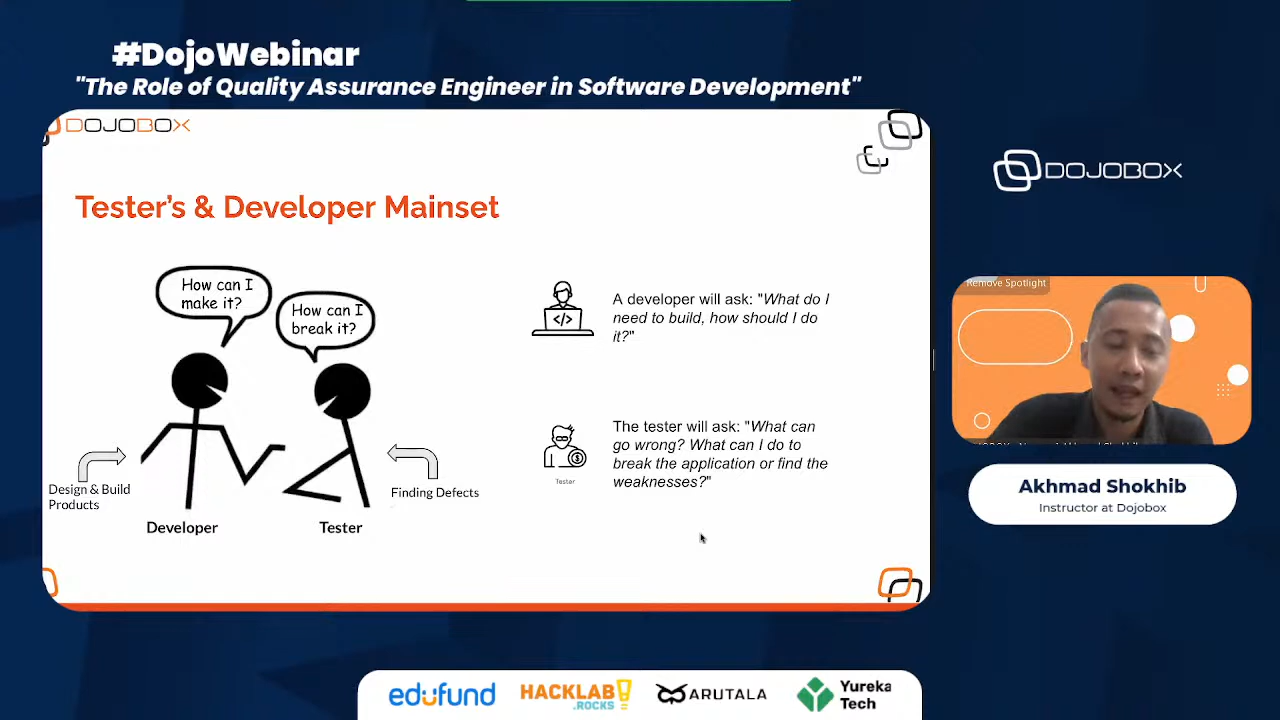 #DojoWebinar
"The Role of Quality Assurance Engineer in Software Development"
DOJOBOX
Tester's & Developer Mainset
How can I
make it?
How can I
break it?
Design & Build
Products
Finding Defects
Developer
Tester
</>
A developer will ask: "What do I
need to build, how should I do
it?"
Tester
The tester will ask: "What can
go wrong? What can I do to
break the application or find the
weaknesses?"
DOJOBOX
Remove Spotlight
Akhmad Shokhib
Instructor at Dojobox
edufund
HACKLAB!
.ROCKS
ARUTALA
Yureka
Tech